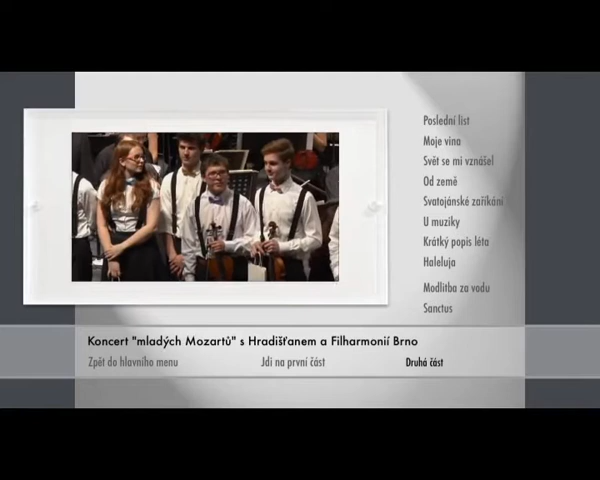 Poslední list
Moje vina
Svět se mi vznášel
Od země
Svatojánské zaříkání
U muziky
Krátký popis léta
Haleluja
Modlitba za vodu
Sanctus
Koncert "mladých Mozartů" s Hradišťanem a Filharmonií Brno
Zpět do hlavního menu
Jdi na první část
Druhá část